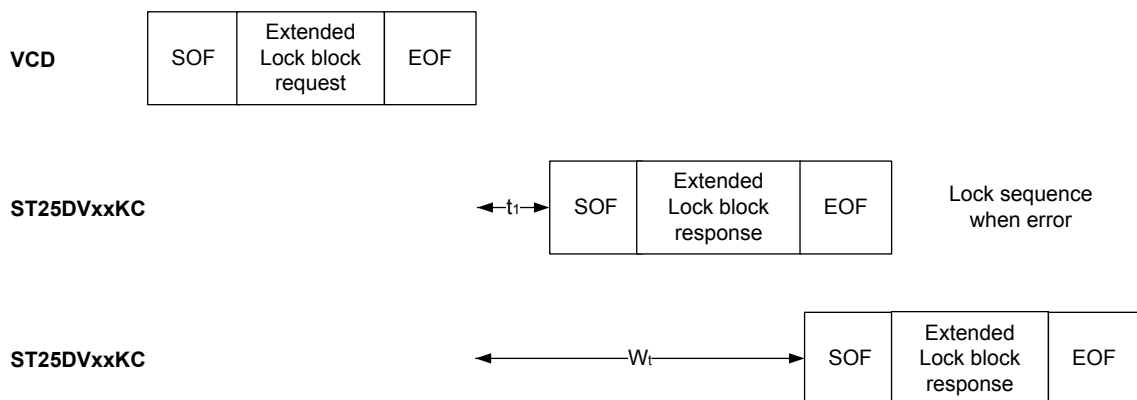 VCD
SOF
Extended
Lock block
request
EOF
ST25DVxxKC
t1
SOF
Extended
Lock block
response
EOF
Lock sequence
when error
ST25DVxxKC
Wt
SOF
Extended
Lock block
response
EOF